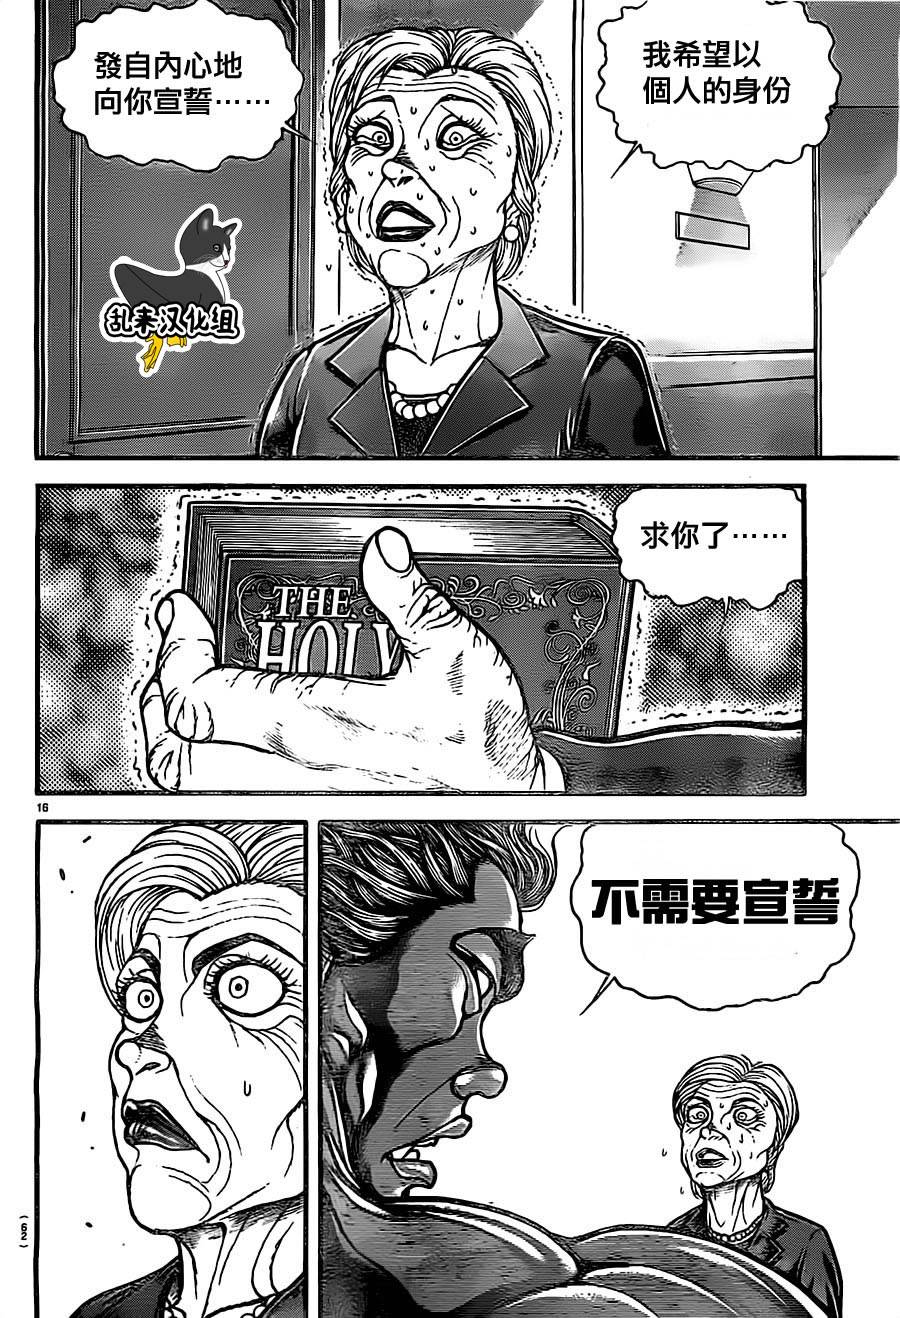 我希望以
個人的身份
發自內心地
向你宣誓……
乱来汉化组
求你了……
THE
HOLY
16
不需要宣誓
(62)